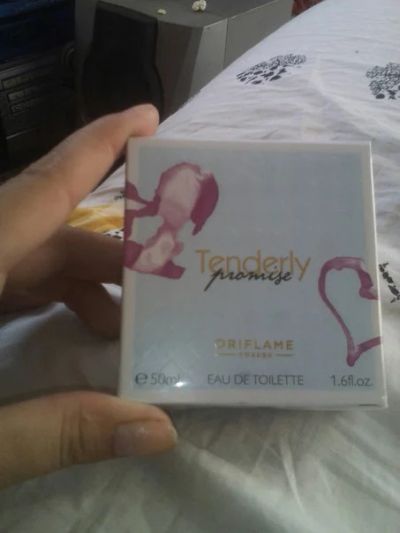 Tenderly
promise
ORIFLAME
SWEDEN
℮ 50ml EAU DE TOILETTE 1.6fl.oz.